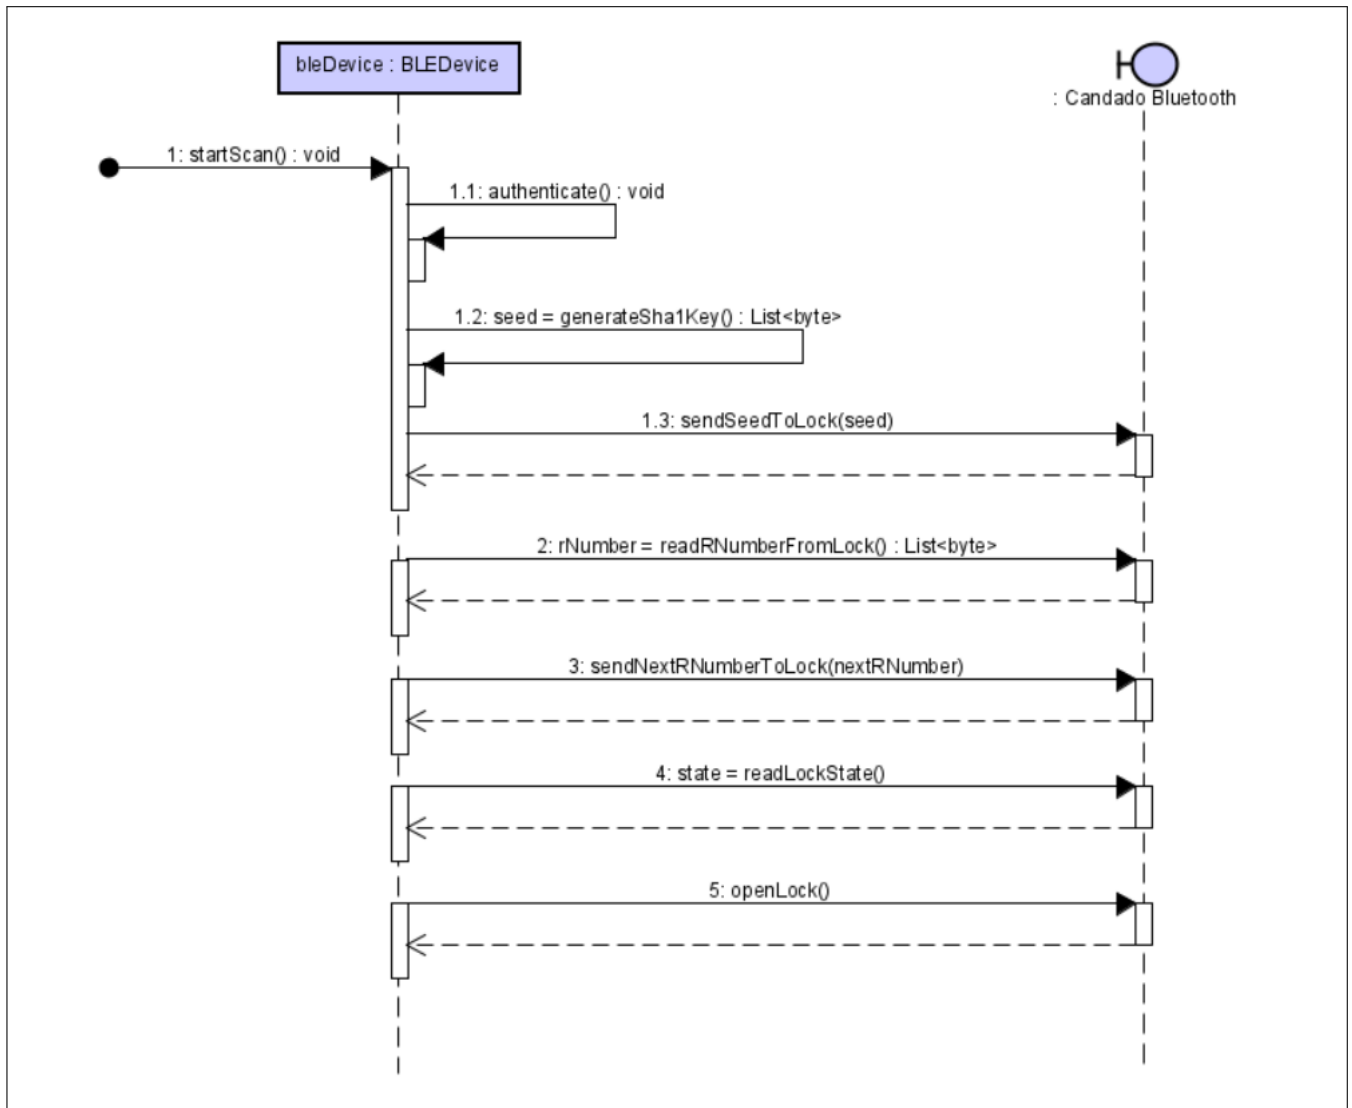 bleDevice : BLEDevice
: Candado Bluetooth
1: startScan() : void
1.1: authenticate() : void
1.2: seed = generateSha1Key() : List<byte>
1.3: sendSeedToLock(seed)
2: rNumber = readRNumberFromLock() : List<byte>
3: sendNextRNumberToLock(nextRNumber)
4: state = readLockState()
5: openLock()